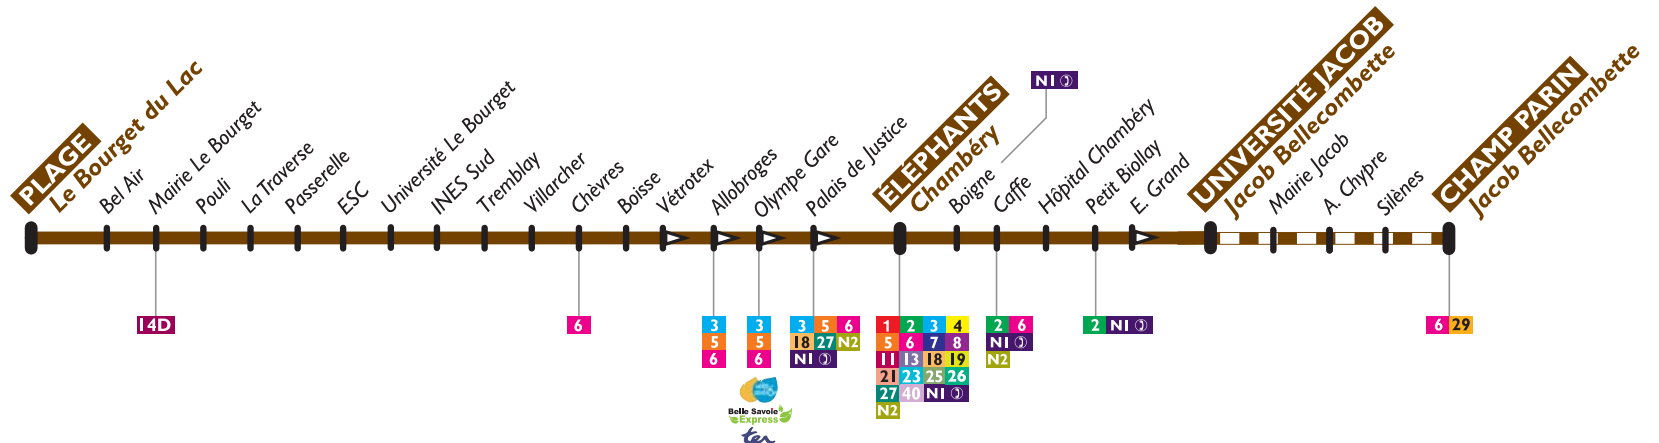 PLAGE
Le Bourget du Lac
Bel Air
Mairie Le Bourget
Pouli
La Traverse
Passerelle
ESC
Université Le Bourget
INES Sud
Tremblay
Villarcher
Chèvres
Boisse
Vétrotex
Allobroges
Olympe Gare
Palais de Justice
ÉLÉPHANTS
Chambéry
N1
Boigne
Caffe
Hôpital Chambéry
Petit Biollay
E. Grand
UNIVERSITÉ JACOB
Jacob Bellecombette
Mairie Jacob
A. Chypre
Silènes
CHAMP PARIN
Jacob Bellecombette
14D
6
3
5
6
3
5
6
Belle Savoie
Express
ter
3 5 6
18 27 N2
N1
1 2 3 4
5 6 7 8
11 13 18 19
21 23 25 26
27 40 N1
N2
2 6
N1
N2
2 N1
6 29